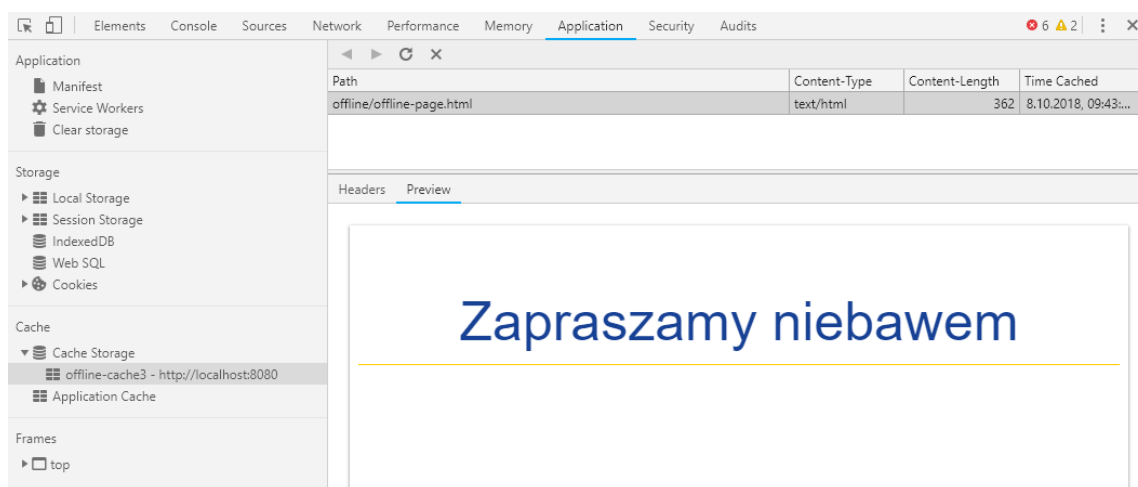 Elements Console Sources Network Performance Memory Application Security Audits 6 2
Application
Manifest
Service Workers
Clear storage
Storage
Local Storage
Session Storage
IndexedDB
Web SQL
Cookies
Cache
Cache Storage
offline-cache3 - http://localhost:8080
Application Cache
Frames
top
Path Content-Type Content-Length Time Cached
offline/offline-page.html text/html 362 8.10.2018, 09:43:...
Headers Preview
Zapraszamy niebawem